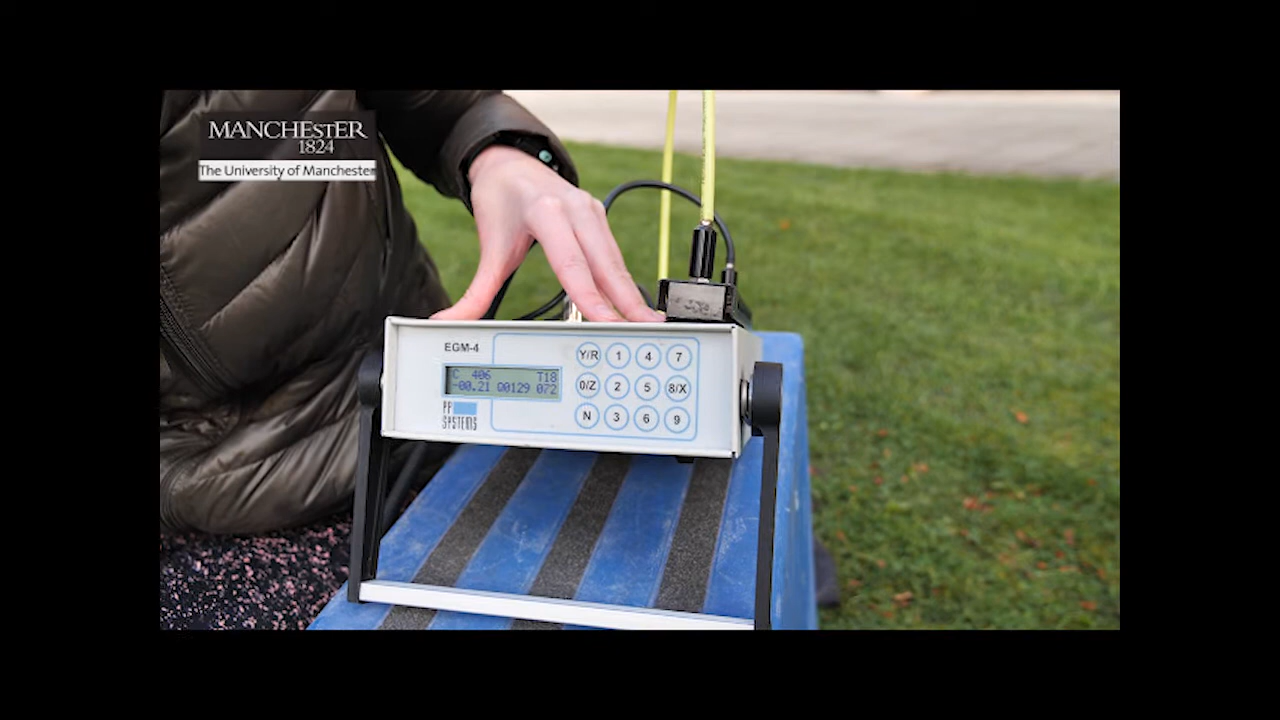 MANCHESTER
1824
The University of Manchester
EGM-4
C 406 T18
-00.21 Q0129 072
PP
SYSTEMS
Y/R 1 4 7
0/Z 2 5 8/X
N 3 6 9